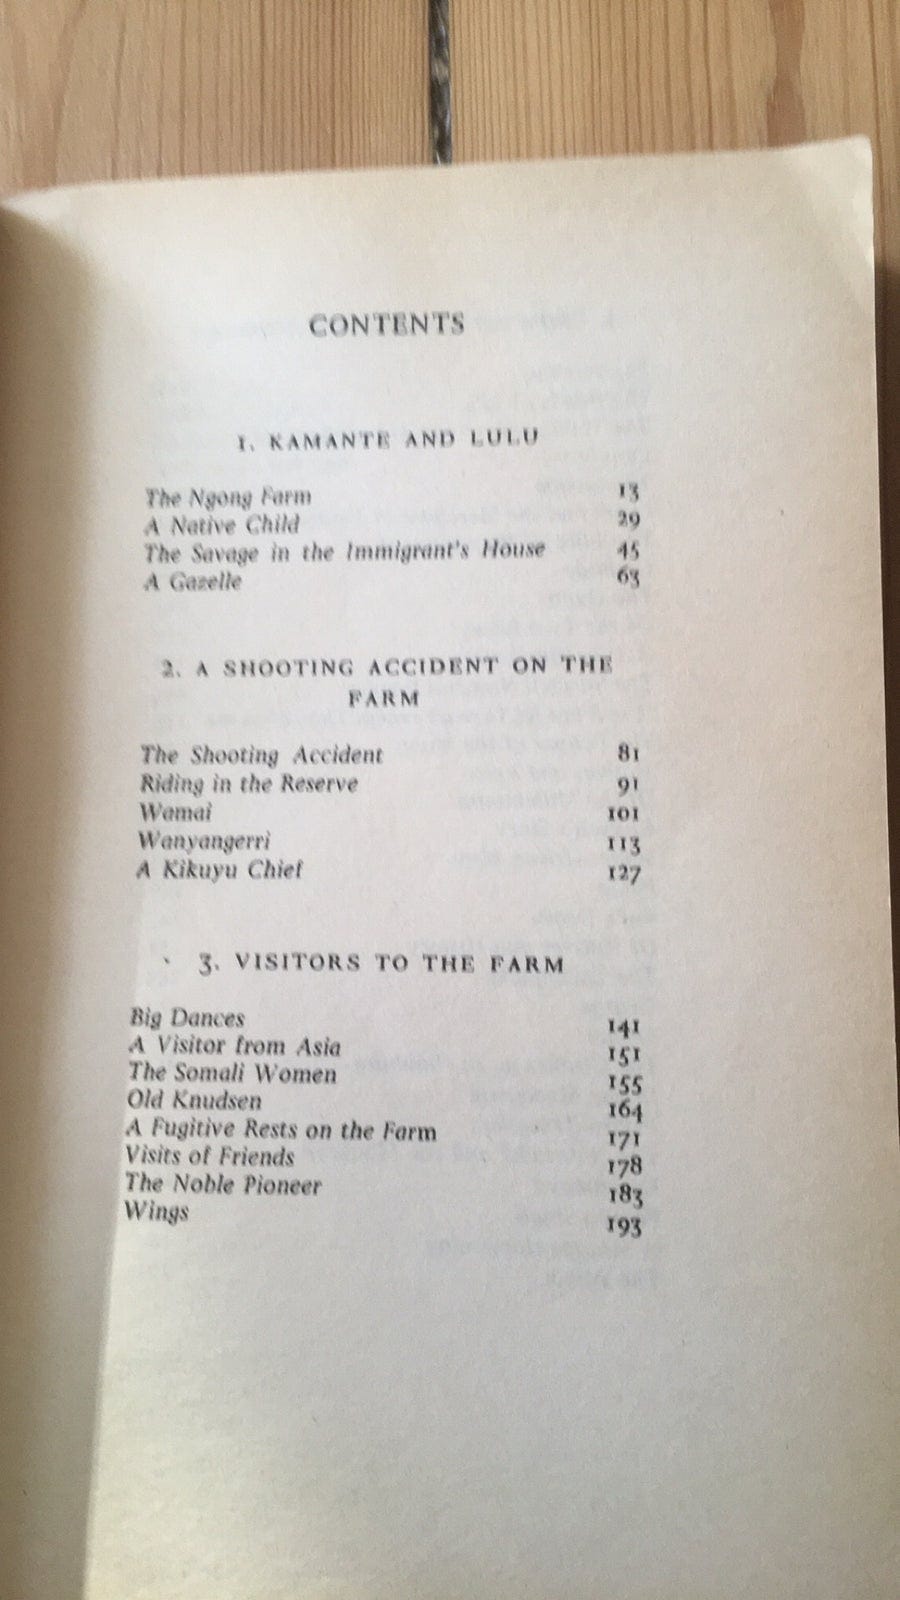 CONTENTS
1. KAMANTE AND LULU
The Ngong Farm 13
A Native Child 29
The Savage in the Immigrant's House 45
A Gazelle 63
2. A SHOOTING ACCIDENT ON THE
FARM
The Shooting Accident 81
Riding in the Reserve 91
Wamai 101
Wanyangerri 113
A Kikuyu Chief 127
3. VISITORS TO THE FARM
Big Dances 141
A Visitor from Asia 151
The Somali Women 155
Old Knudsen 164
A Fugitive Rests on the Farm 171
Visits of Friends 178
The Noble Pioneer 183
Wings 193